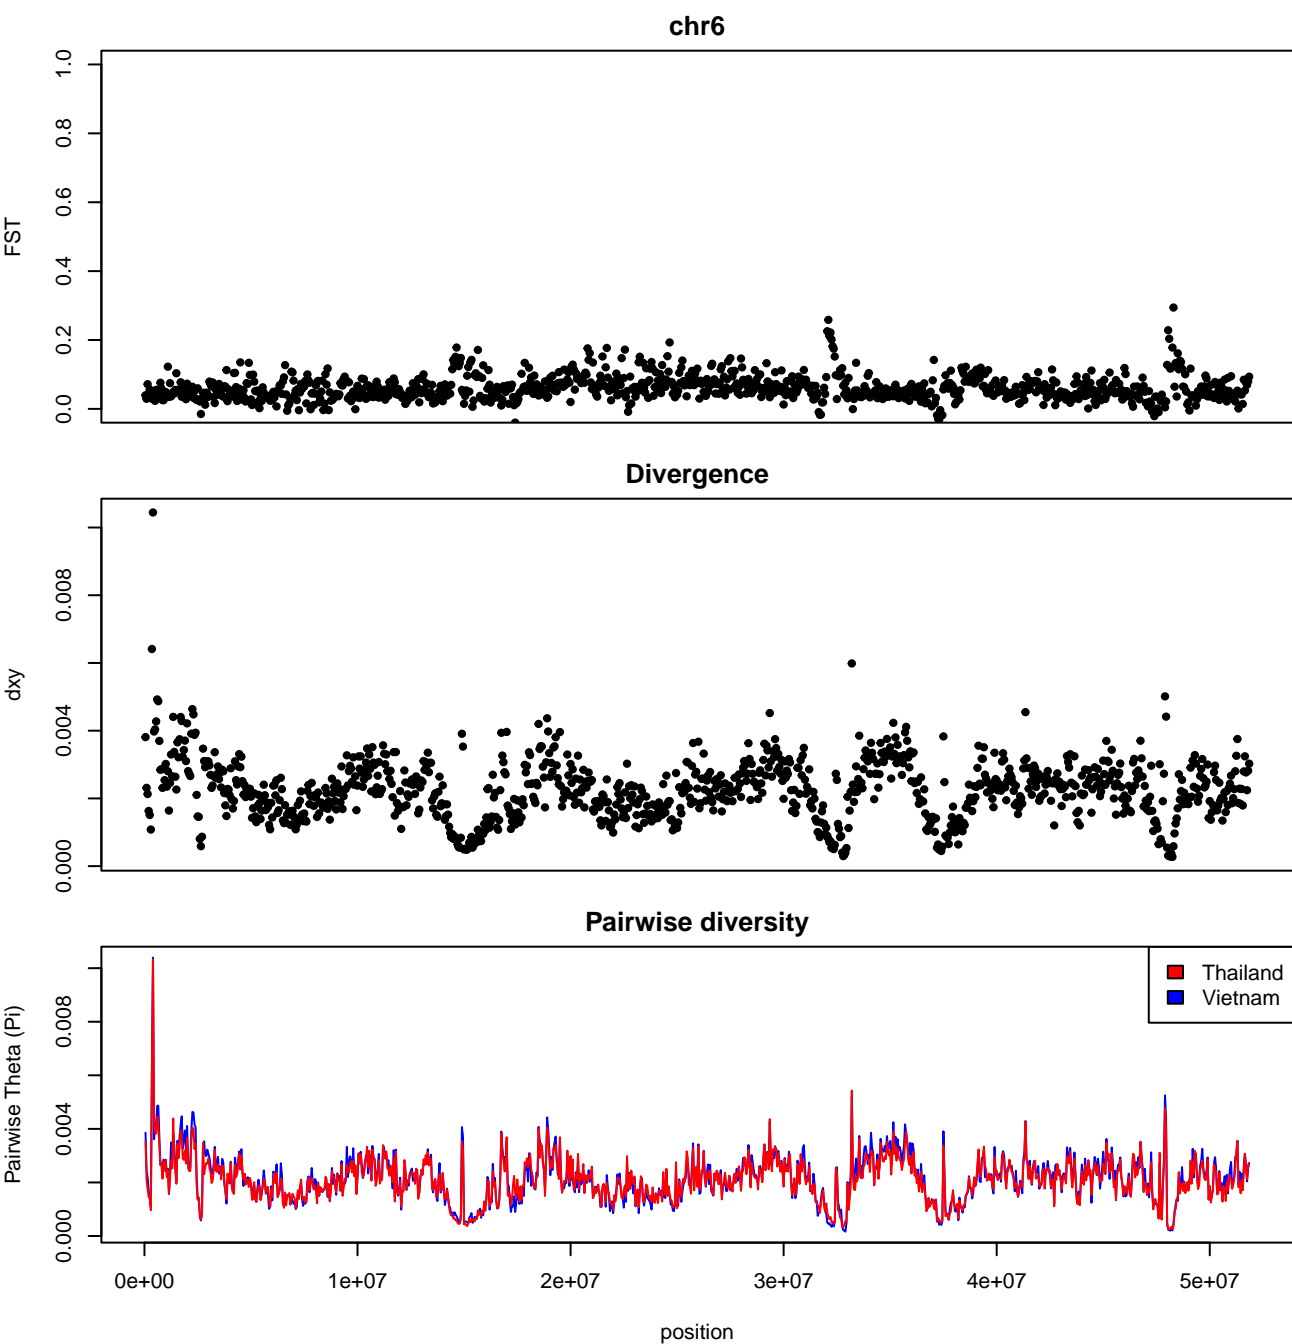 chr6
FST
1.0
0.8
0.6
0.4
0.2
0.0
Divergence
dxy
0.008
0.004
0.000
Pairwise diversity
Pairwise Theta (Pi)
0.008
0.004
0.000
Thailand
Vietnam
0e+00 1e+07 2e+07 3e+07 4e+07 5e+07
position